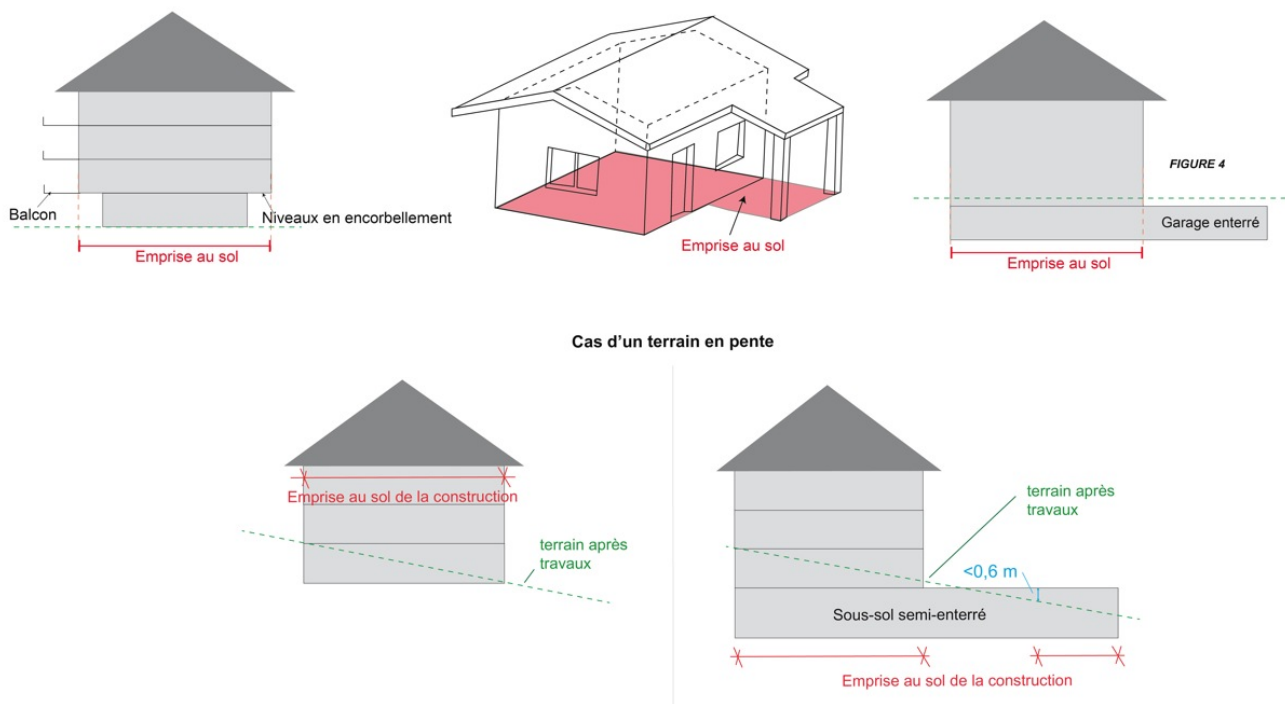 Balcon
Niveaux en encorbellement
Emprise au sol
Emprise au sol
FIGURE 4
Garage enterré
Emprise au sol
Cas d’un terrain en pente
Emprise au sol de la construction
terrain après
travaux
terrain après
travaux
<0,6 m
Sous-sol semi-enterré
Emprise au sol de la construction